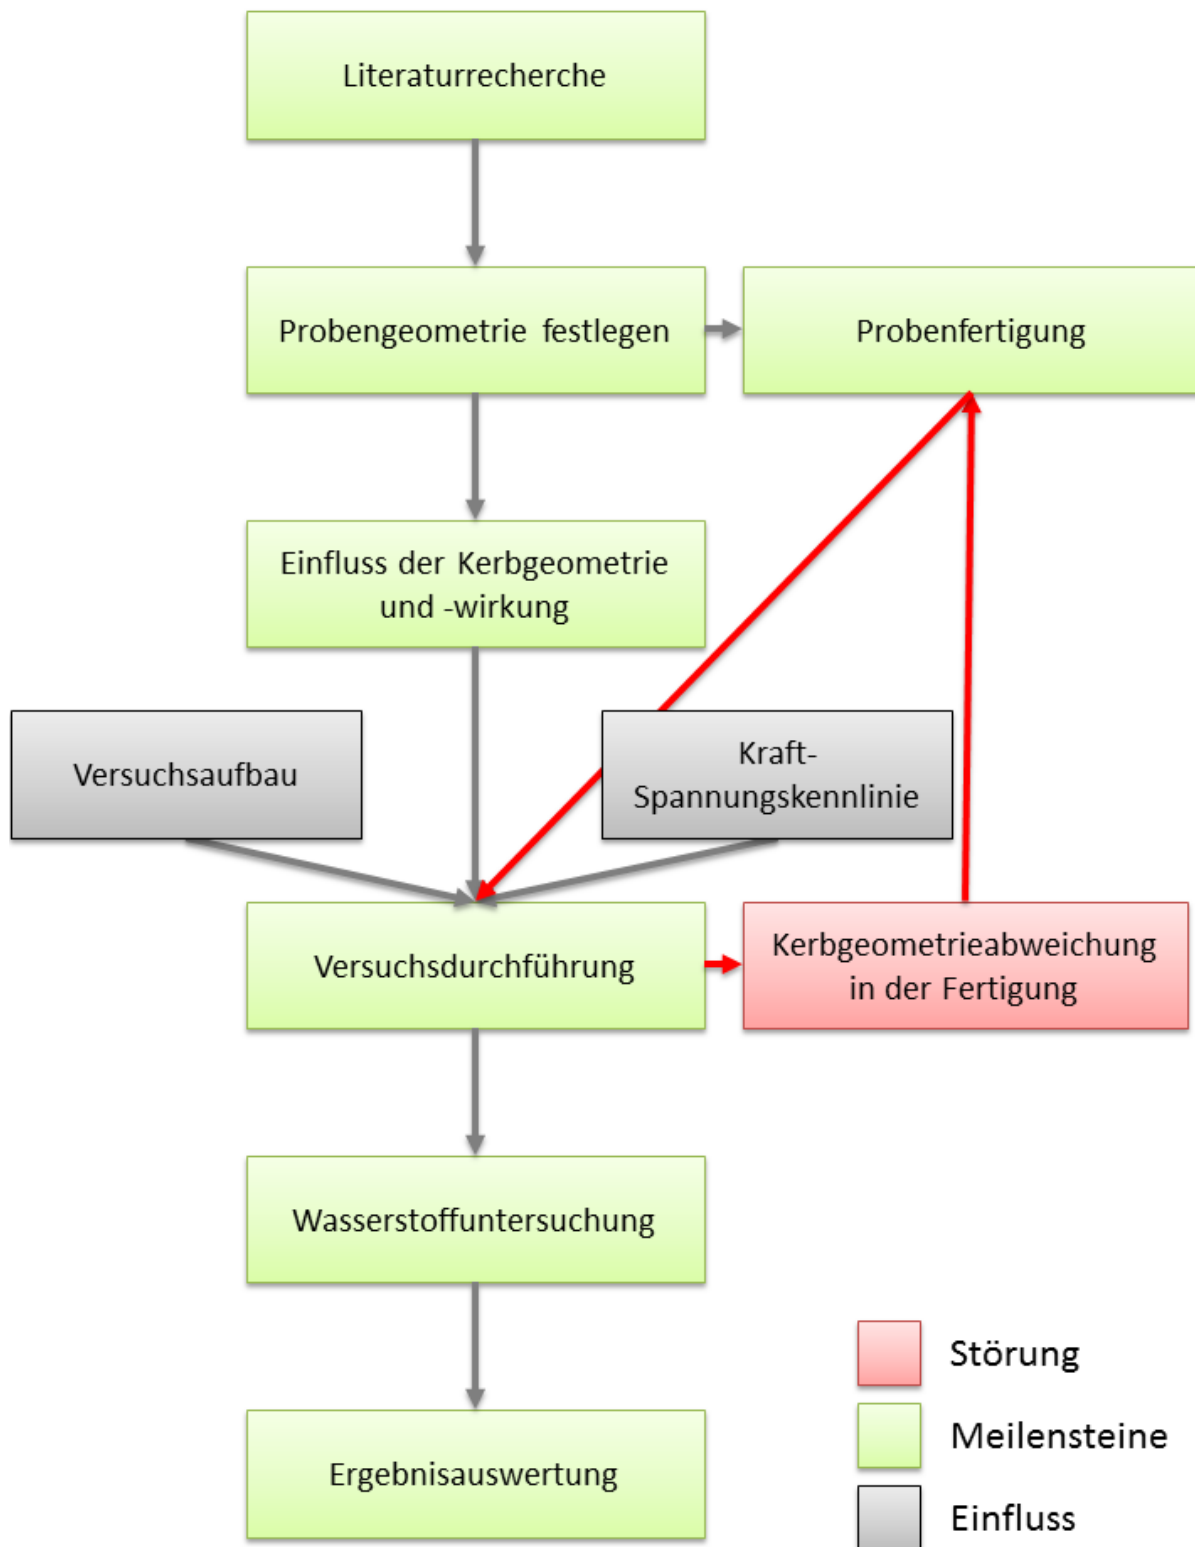 Literaturrecherche
Probengeometrie festlegen
Probenfertigung
Einfluss der Kerbgeometrie
und -wirkung
Versuchsaufbau
Kraft-
Spannungskennlinie
Versuchsdurchführung
Kerbgeometrieabweichung
in der Fertigung
Wasserstoffuntersuchung
Ergebnisauswertung
Störung
Meilensteine
Einfluss